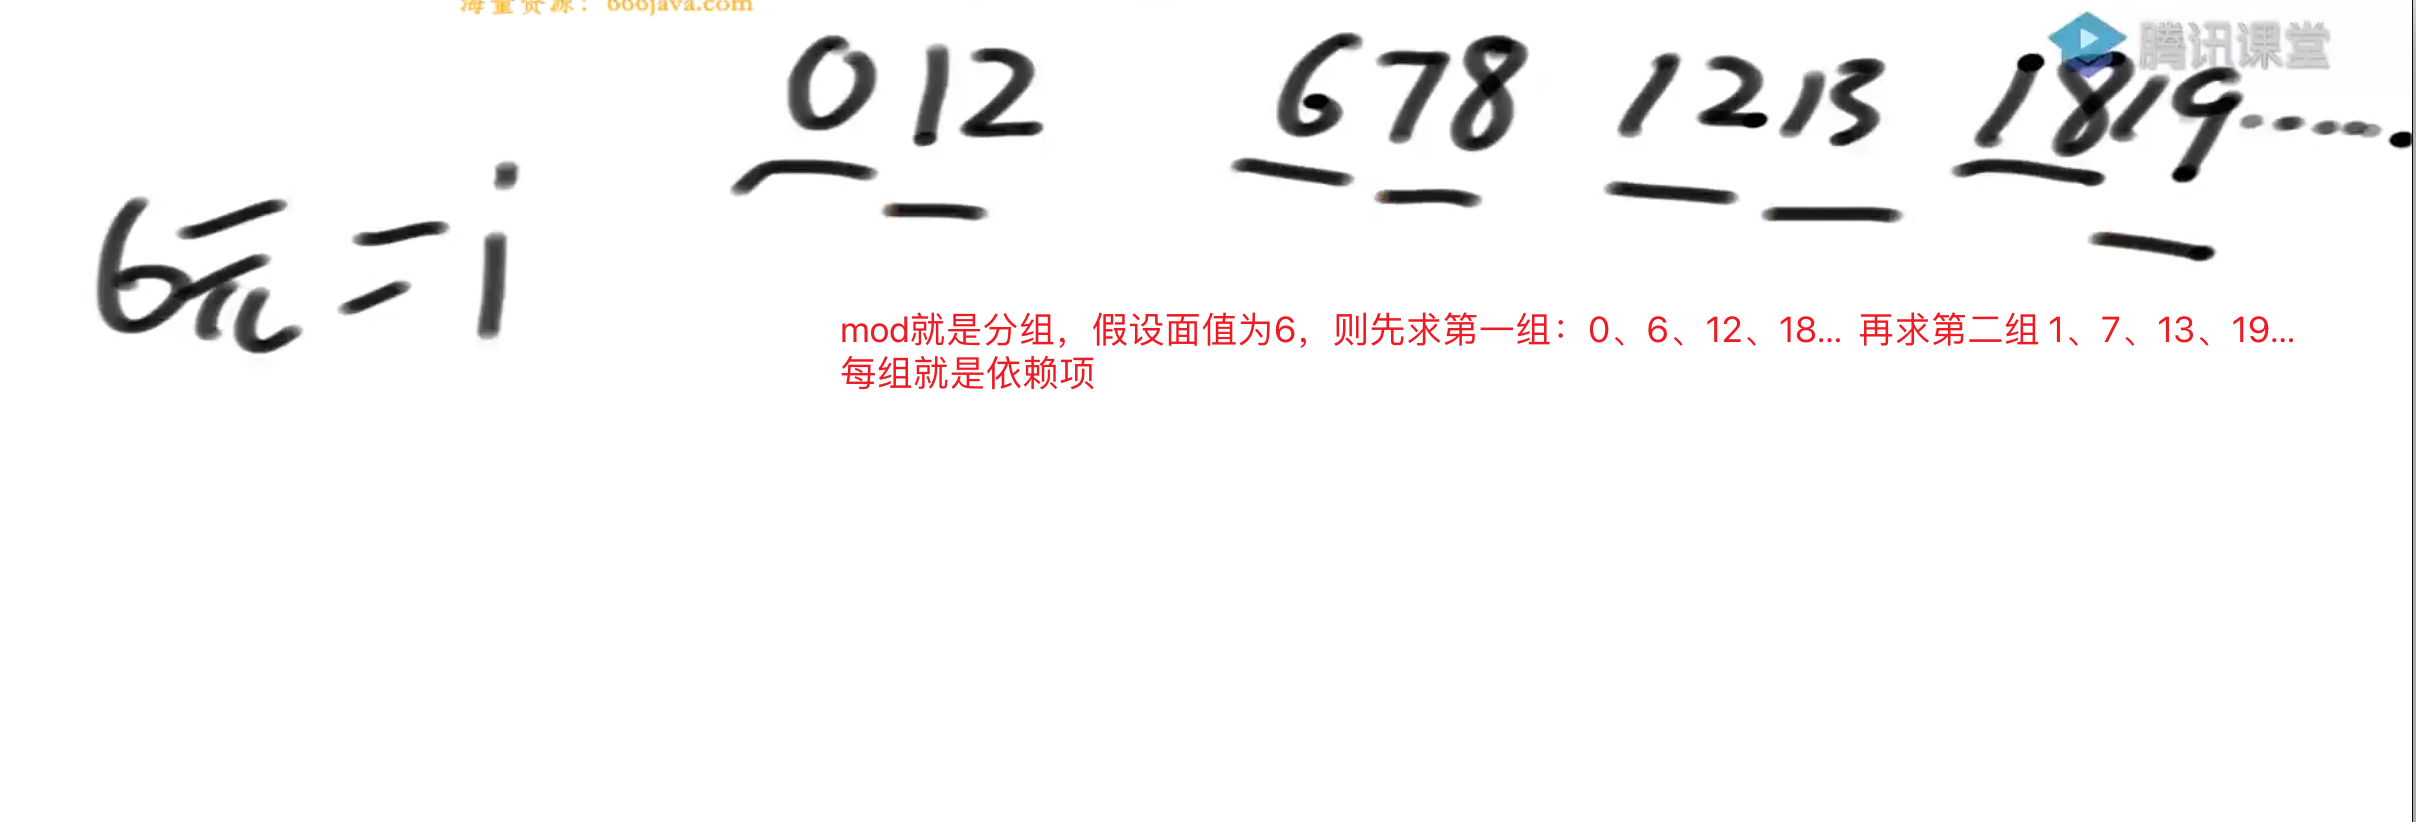 海量资源：666java.com
腾讯课堂
0 1 2 6 7 8 12 13 18 19......
6元 = i
mod就是分组，假设面值为6，则先求第一组：0、6、12、18... 再求第二组 1、7、13、19...
每组就是依赖项